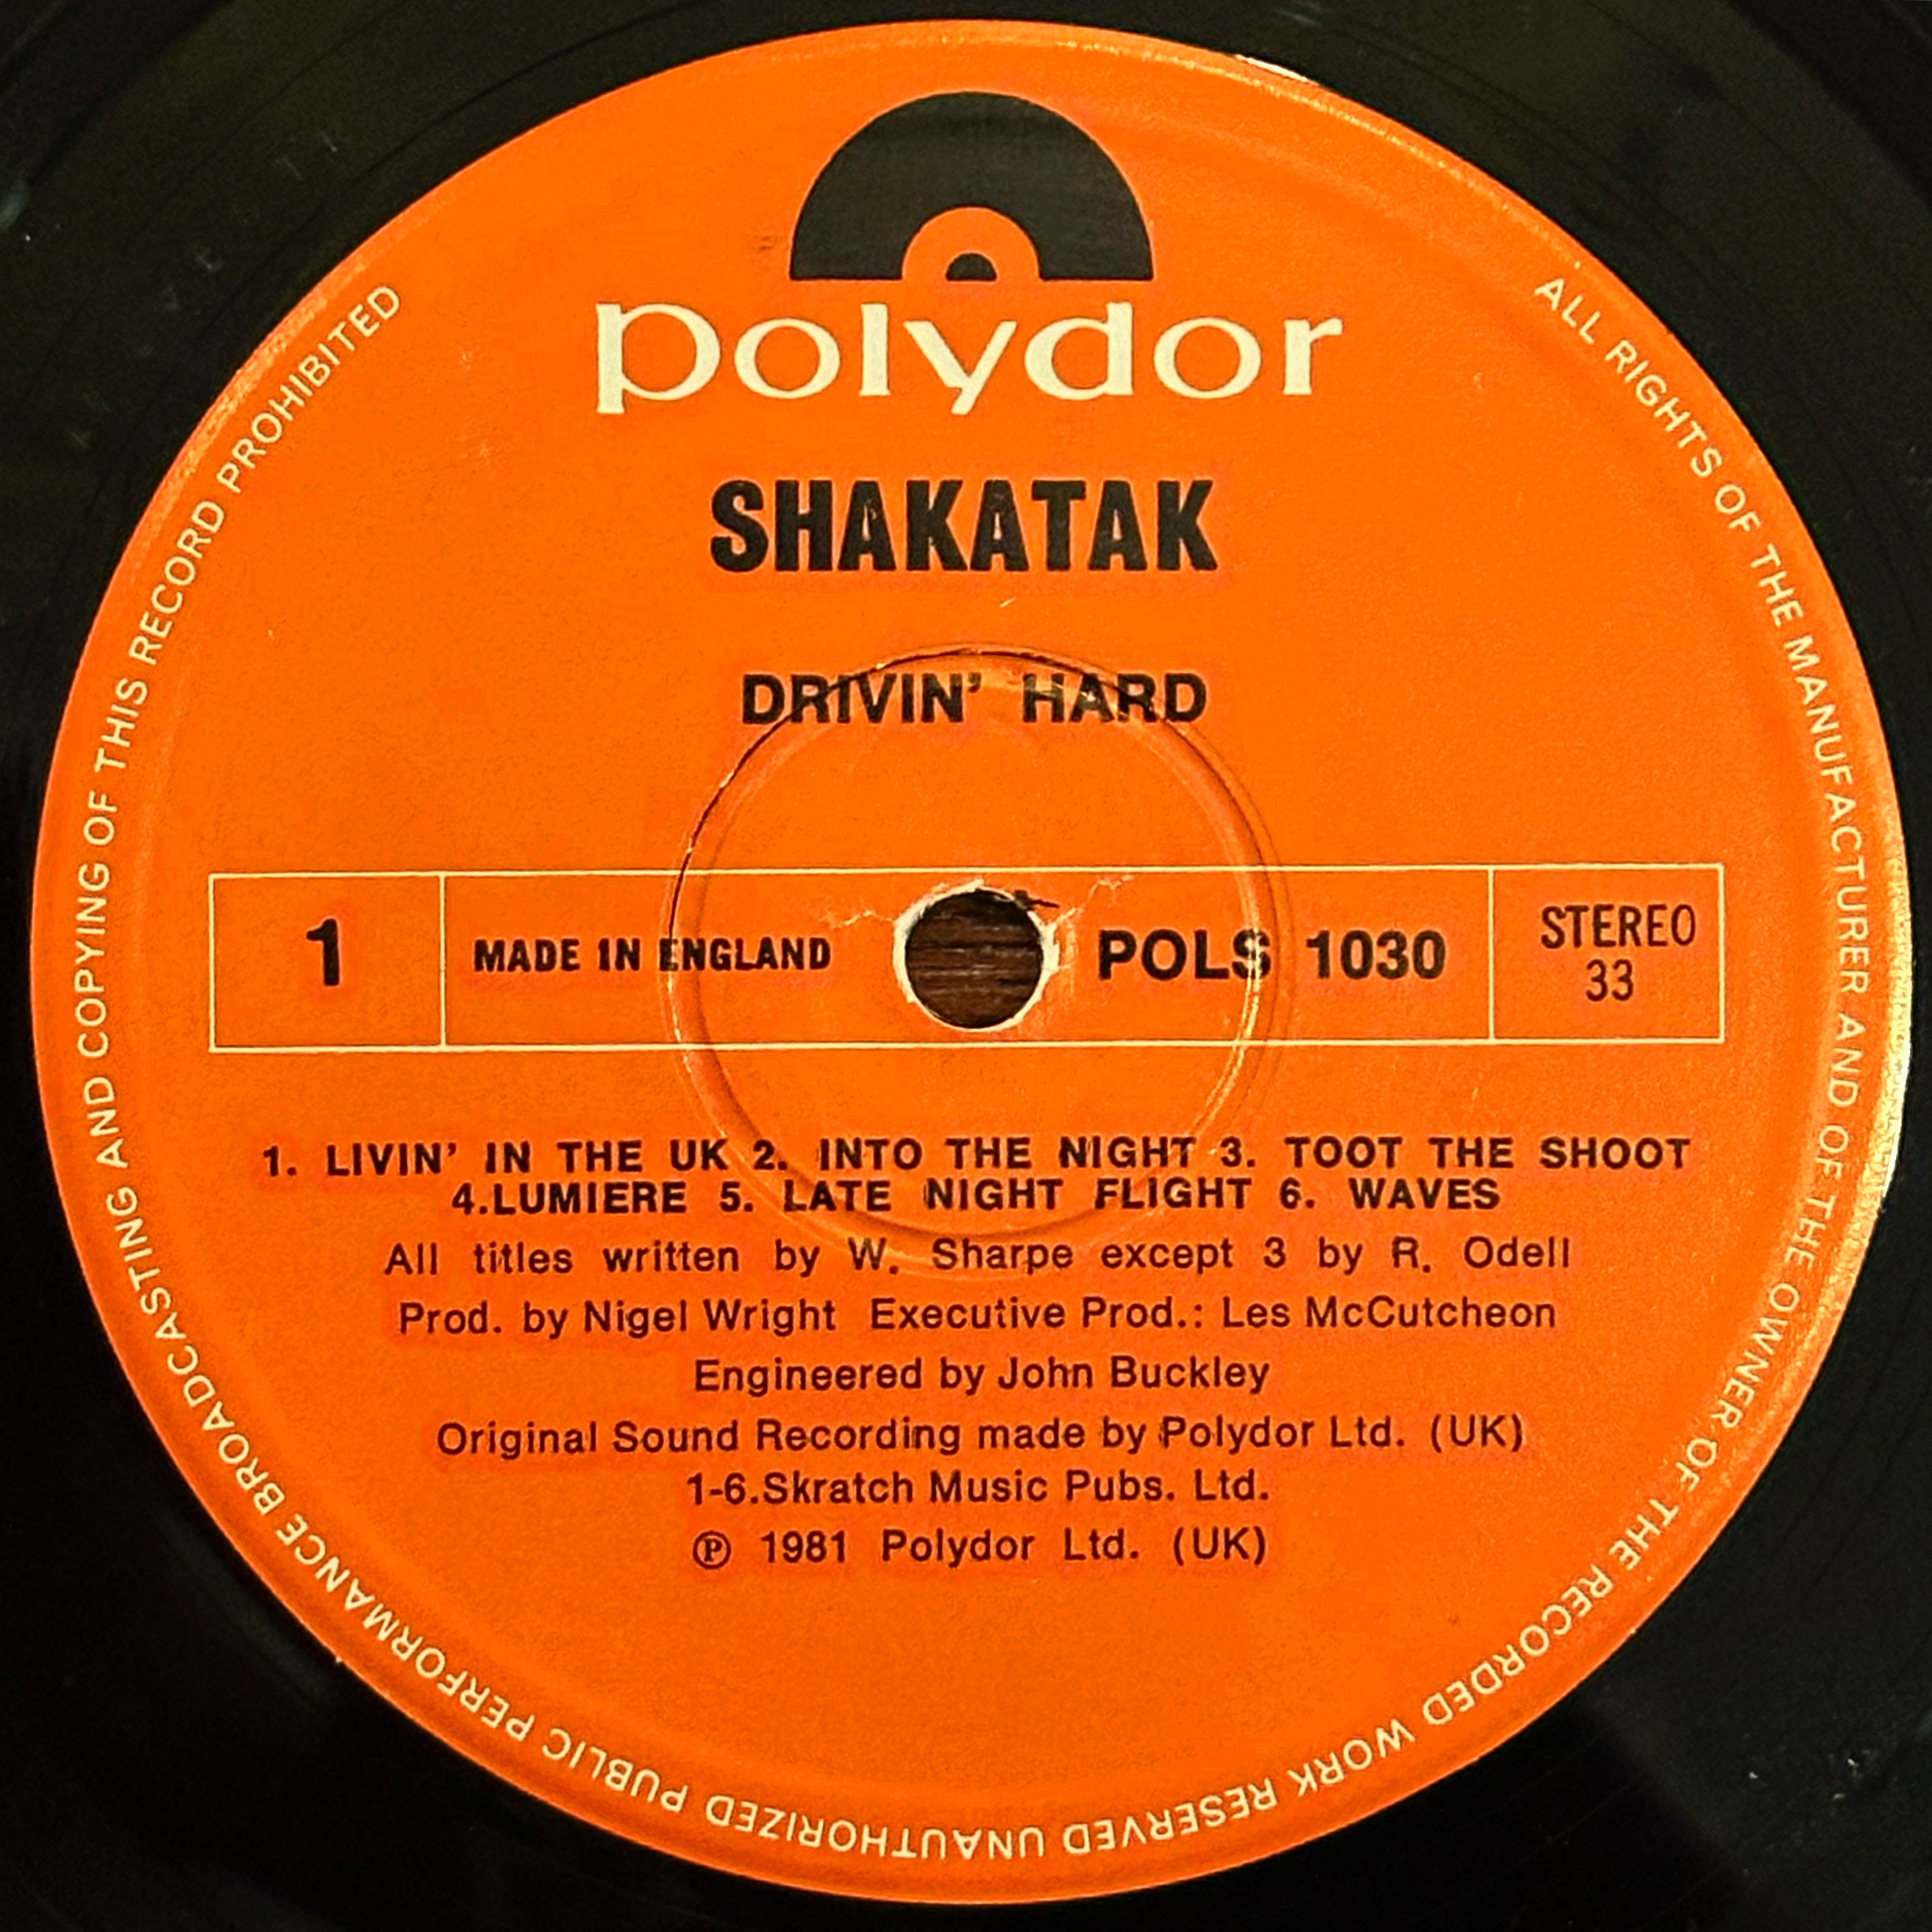 polydor
SHAKATAK
DRIVIN' HARD
1
MADE IN ENGLAND
POLS 1030
STEREO
33
1. LIVIN' IN THE UK 2. INTO THE NIGHT 3. TOOT THE SHOOT
4.LUMIERE 5. LATE NIGHT FLIGHT 6. WAVES
All titles written by W. Sharpe except 3 by R. Odell
Prod. by Nigel Wright Executive Prod.: Les McCutcheon
Engineered by John Buckley
Original Sound Recording made by Polydor Ltd. (UK)
1-6.Skratch Music Pubs. Ltd.
℗ 1981 Polydor Ltd. (UK)
ALL RIGHTS OF THE MANUFACTURER AND OF THE OWNER OF THE RECORDED WORK RESERVED UNAUTHORIZED PUBLIC PERFORMANCE BROADCASTING AND COPYING OF THIS RECORD PROHIBITED